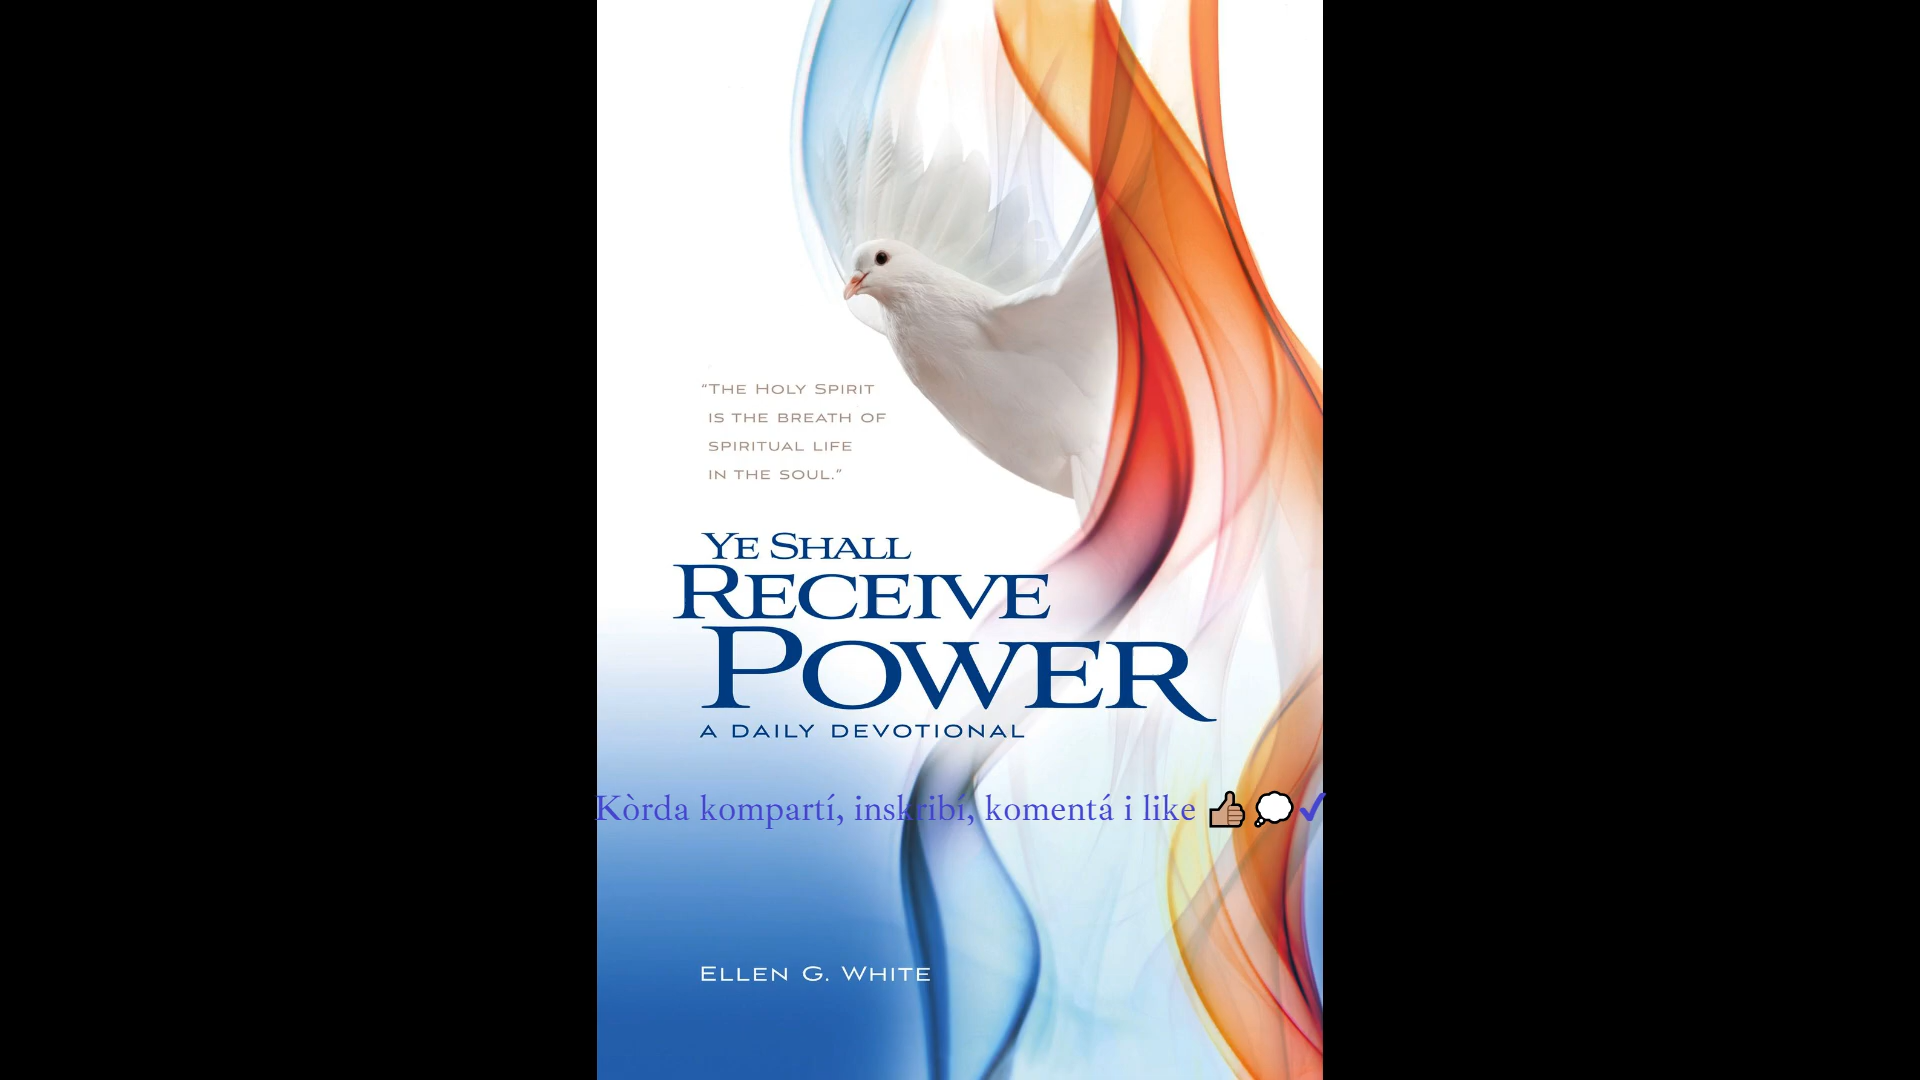 “The Holy Spirit
is the breath of
spiritual life
in the soul.”
Ye Shall
Receive
Power
A Daily Devotional
Kòrda kompartí, inskribí, komentá i like 👍🏽💭✔
Ellen G. White